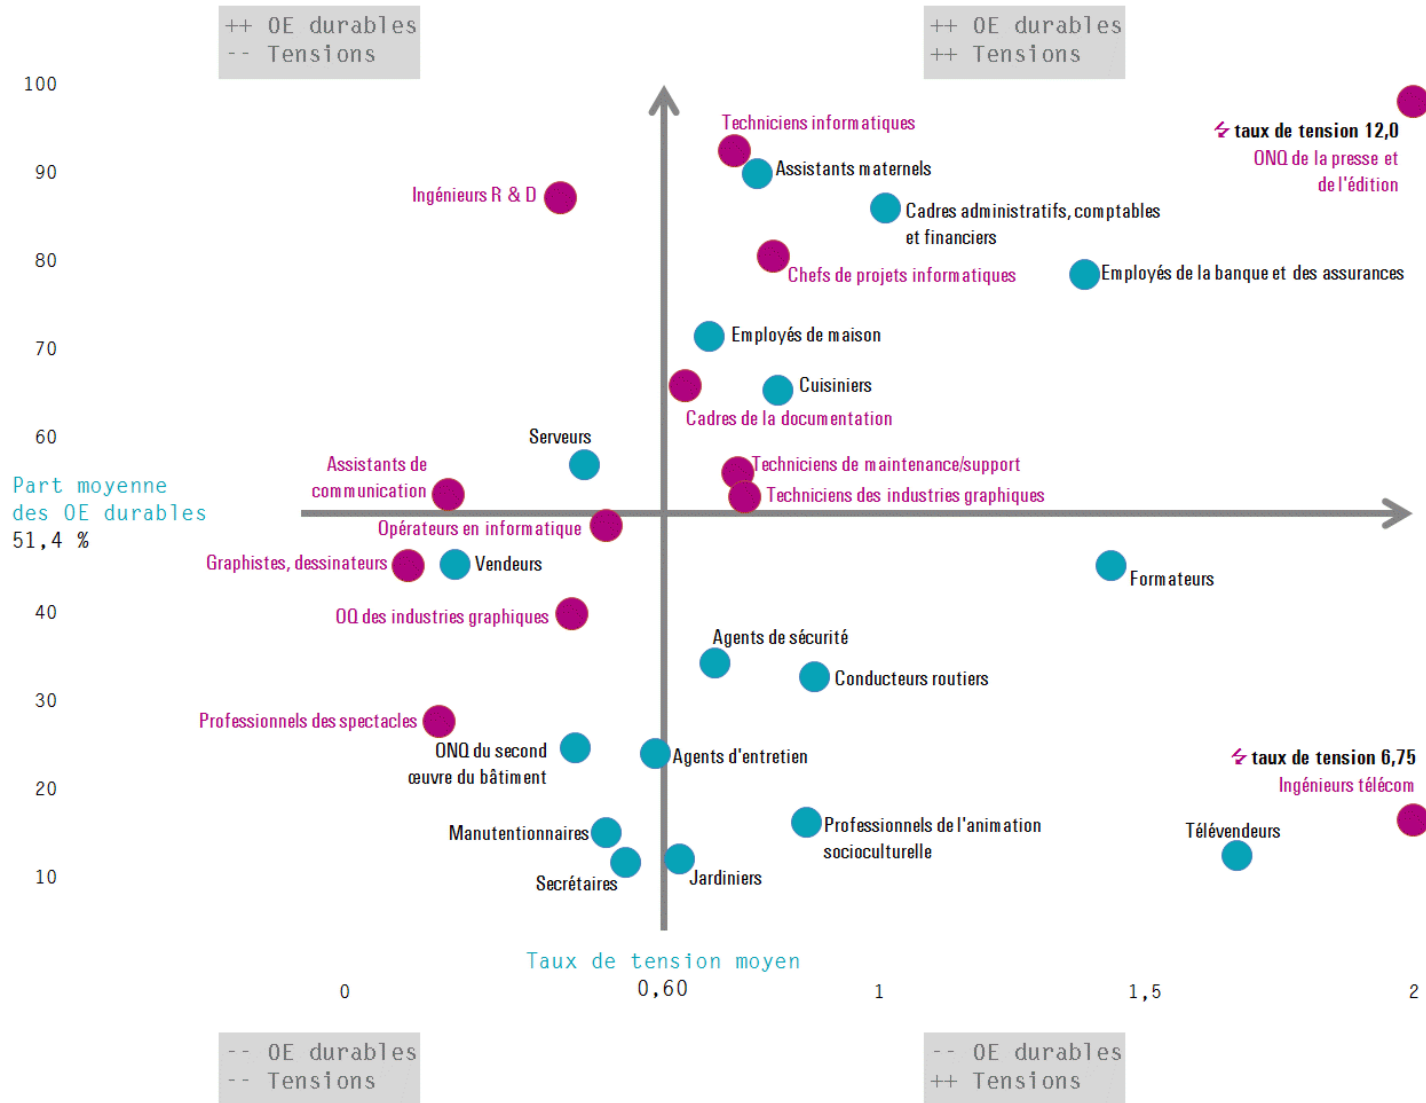 ++ OE durables
-- Tensions
++ OE durables
++ Tensions
100
90
80
70
60
Part moyenne
des OE durables
51,4 %
40
30
20
10
Techniciens informatiques
taux de tension 12,0
ONQ de la presse et
de l'édition
Assistants maternels
Ingénieurs R & D
Cadres administratifs, comptables
et financiers
Chefs de projets informatiques
Employés de la banque et des assurances
Employés de maison
Cuisiniers
Cadres de la documentation
Serveurs
Assistants de
communication
Techniciens de maintenance/support
Techniciens des industries graphiques
Opérateurs en informatique
Graphistes, dessinateurs
Vendeurs
Formateurs
OQ des industries graphiques
Agents de sécurité
Conducteurs routiers
Professionnels des spectacles
ONQ du second
œuvre du bâtiment
Agents d'entretien
taux de tension 6,75
Ingénieurs télécom
Manutentionnaires
Professionnels de l'animation
socioculturelle
Télévendeurs
Secrétaires
Jardiniers
Taux de tension moyen
0
0,60
1
1,5
2
-- OE durables
-- Tensions
-- OE durables
++ Tensions